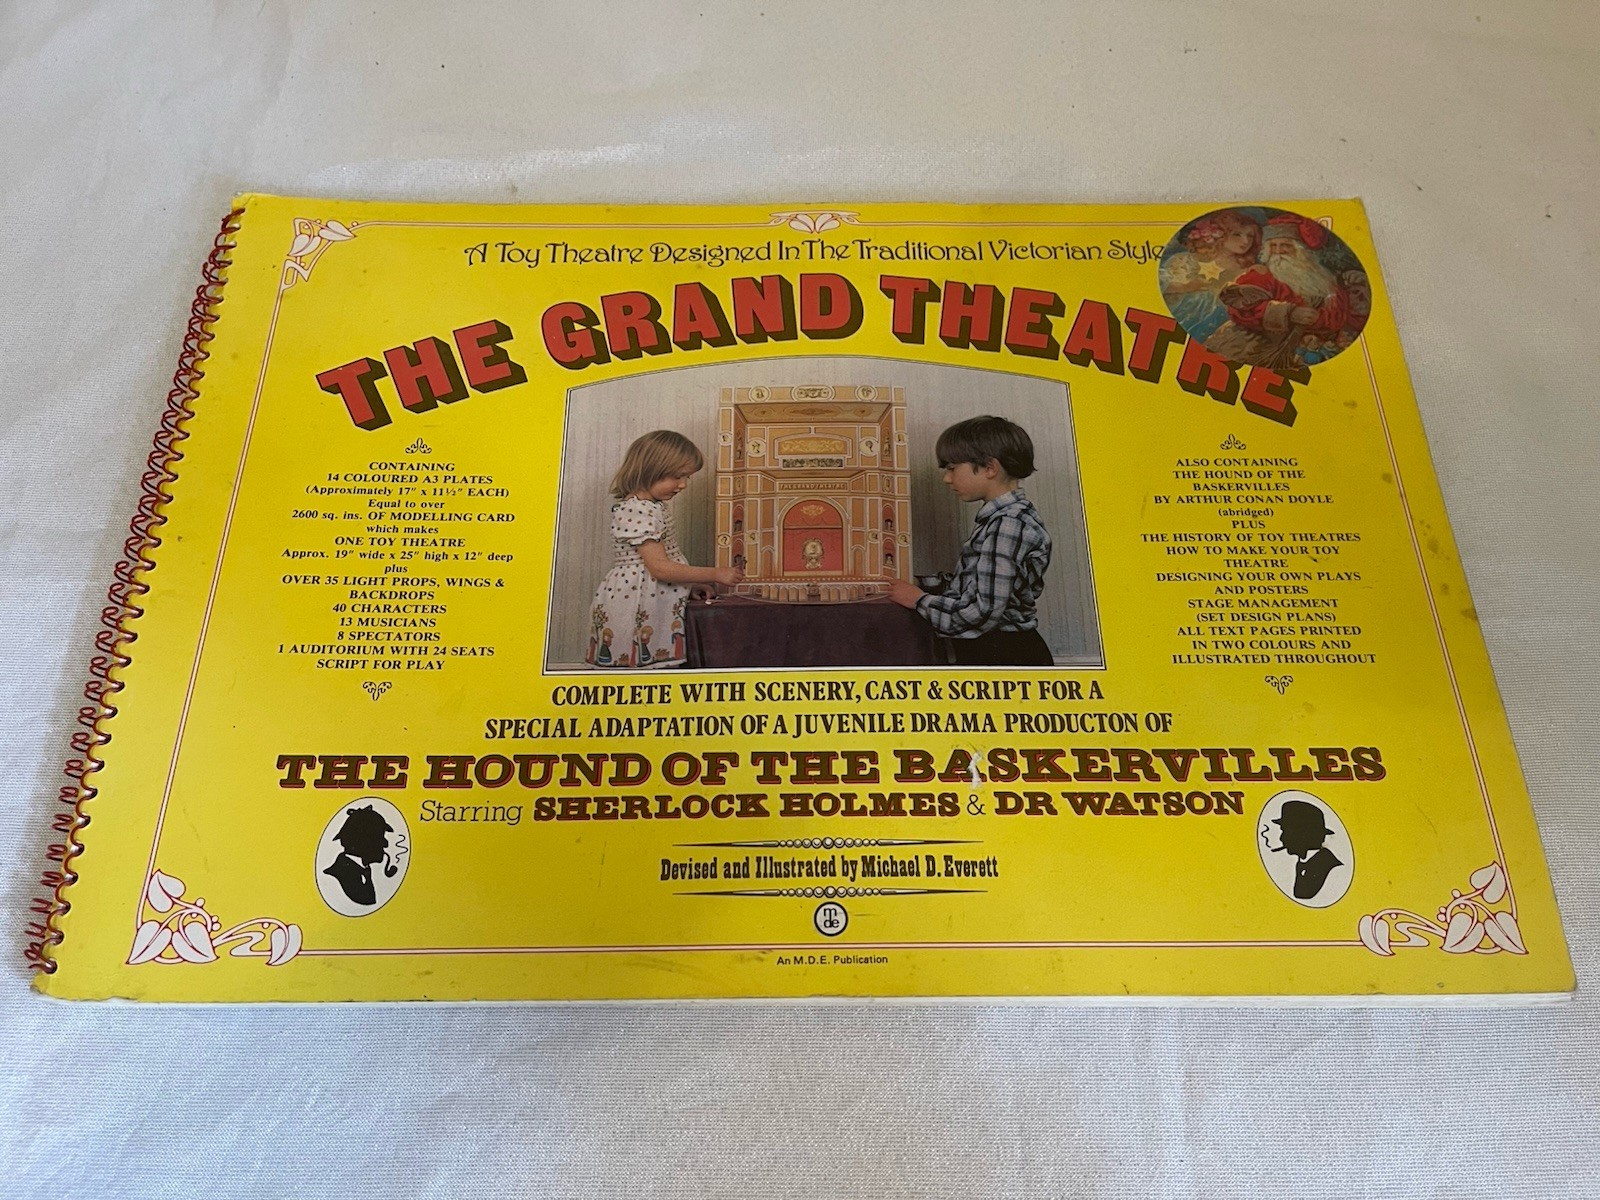 A Toy Theatre Designed In The Traditional Victorian Style
THE GRAND THEATRE
CONTAINING
14 COLOURED A3 PLATES
(Approximately 17" x 11½" EACH)
Equal to over
2600 sq. ins. OF MODELLING CARD
which makes
ONE TOY THEATRE
Approx. 19" wide x 25" high x 12" deep
plus
OVER 35 LIGHT PROPS, WINGS &
BACKDROPS
40 CHARACTERS
13 MUSICIANS
8 SPECTATORS
1 AUDITORIUM WITH 24 SEATS
SCRIPT FOR PLAY
THE GRAND THEATRE
ALSO CONTAINING
THE HOUND OF THE
BASKERVILLES
BY ARTHUR CONAN DOYLE
(abridged)
PLUS
THE HISTORY OF TOY THEATRES
HOW TO MAKE YOUR TOY
THEATRE
DESIGNING YOUR OWN PLAYS
AND POSTERS
STAGE MANAGEMENT
(SET DESIGN PLANS)
ALL TEXT PAGES PRINTED
IN TWO COLOURS AND
ILLUSTRATED THROUGHOUT
COMPLETE WITH SCENERY, CAST & SCRIPT FOR A
SPECIAL ADAPTATION OF A JUVENILE DRAMA PRODUCTON OF
THE HOUND OF THE BASKERVILLES
Starring SHERLOCK HOLMES & DR WATSON
Devised and Illustrated by Michael D. Everett
mde
An M.D.E. Publication